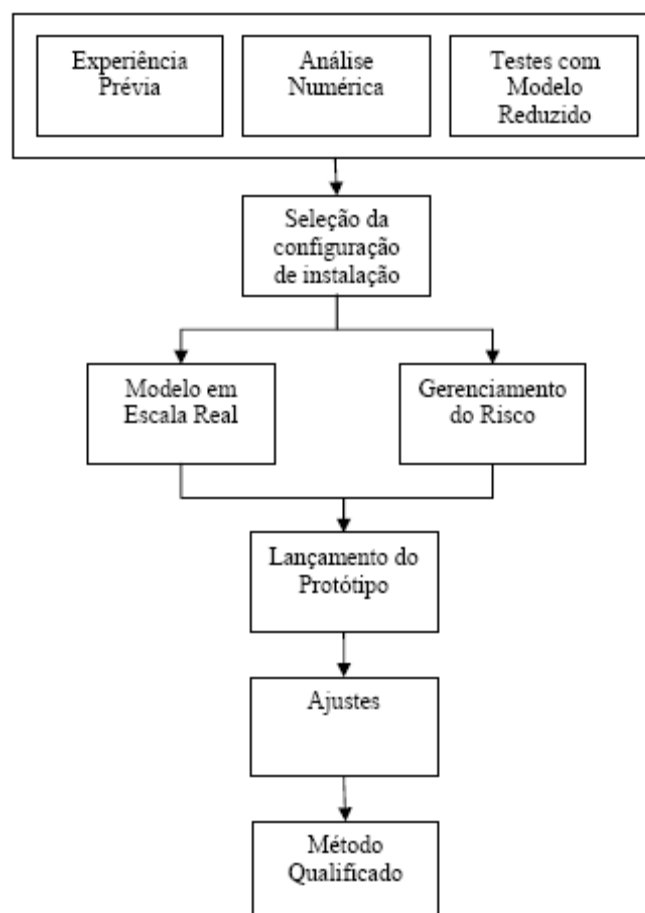 Experiência
Prévia
Análise
Numérica
Testes com
Modelo
Reduzido
Seleção da
configuração
de instalação
Modelo em
Escala Real
Gerenciamento
do Risco
Lançamento do
Protótipo
Ajustes
Método
Qualificado